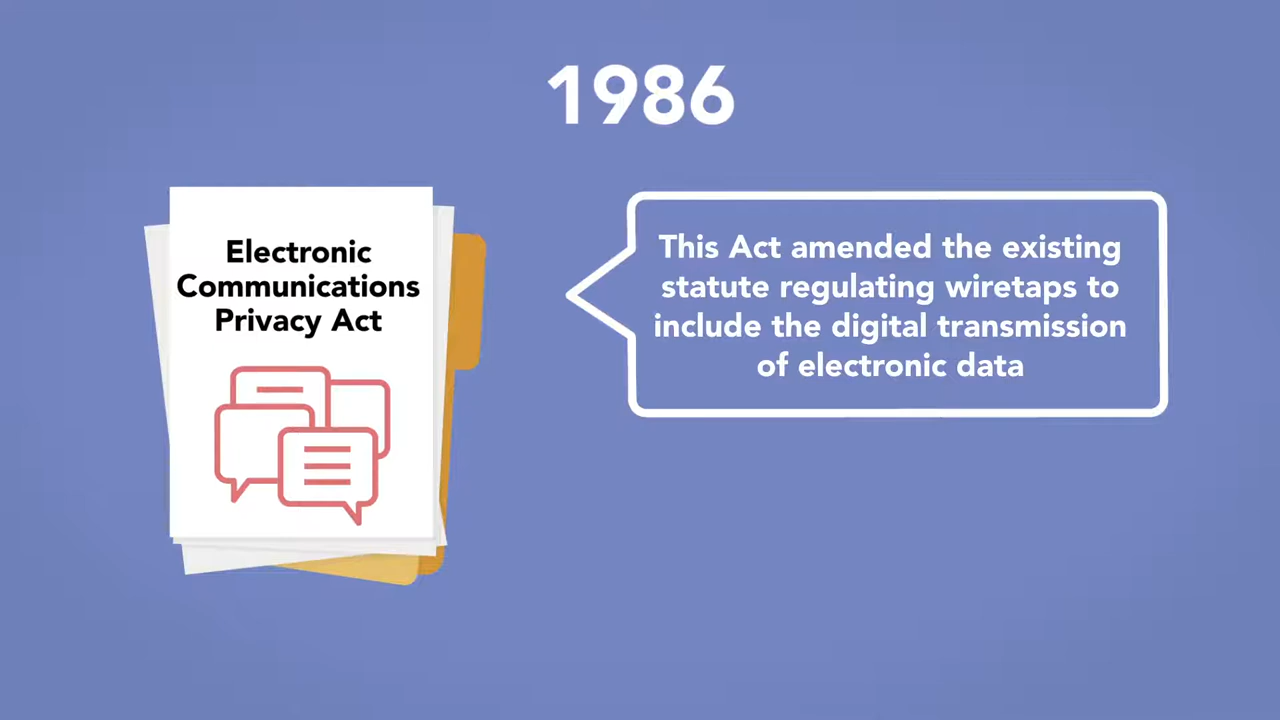 1986
Electronic
Communications
Privacy Act
This Act amended the existing
statute regulating wiretaps to
include the digital transmission
of electronic data